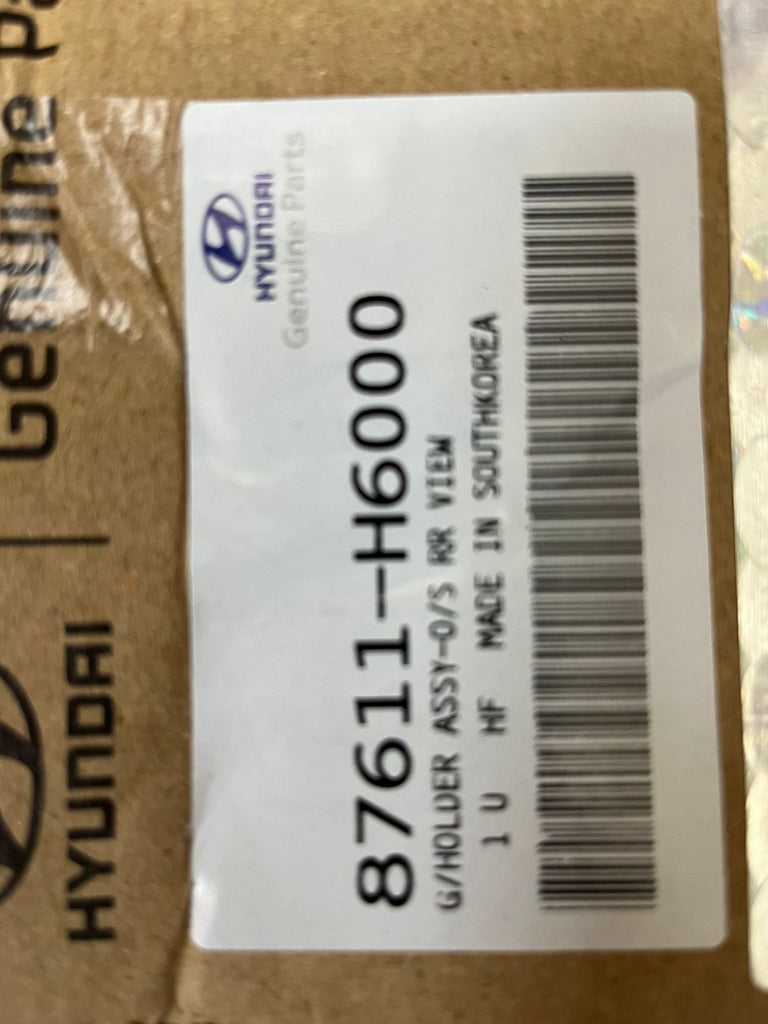 HYUNDAI | Genuine Pa
HYUNDAI
Genuine Parts
87611-H6000
G/HOLDER ASSY-O/S RR VIEW
1 U HF MADE IN SOUTHKOREA